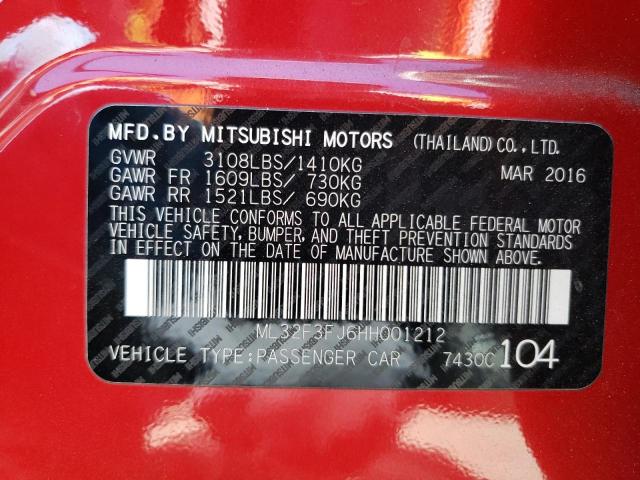 MFD.BY MITSUBISHI MOTORS (THAILAND)CO.,LTD.
GVWR 3108LBS/1410KG MAR 2016
GAWR FR 1609LBS/ 730KG
GAWR RR 1521LBS/ 690KG
THIS VEHICLE CONFORMS TO ALL APPLICABLE FEDERAL MOTOR
VEHICLE SAFETY, BUMPER, AND THEFT PREVENTION STANDARDS
IN EFFECT ON THE DATE OF MANUFACTURE SHOWN ABOVE.
ML32F3FJ6HH001212
VEHICLE TYPE:PASSENGER CAR 7430C 104